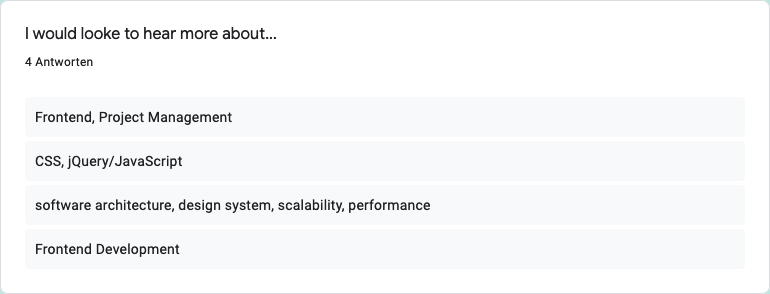 I would looke to hear more about...
4 Antworten
Frontend, Project Management
CSS, jQuery/JavaScript
software architecture, design system, scalability, performance
Frontend Development